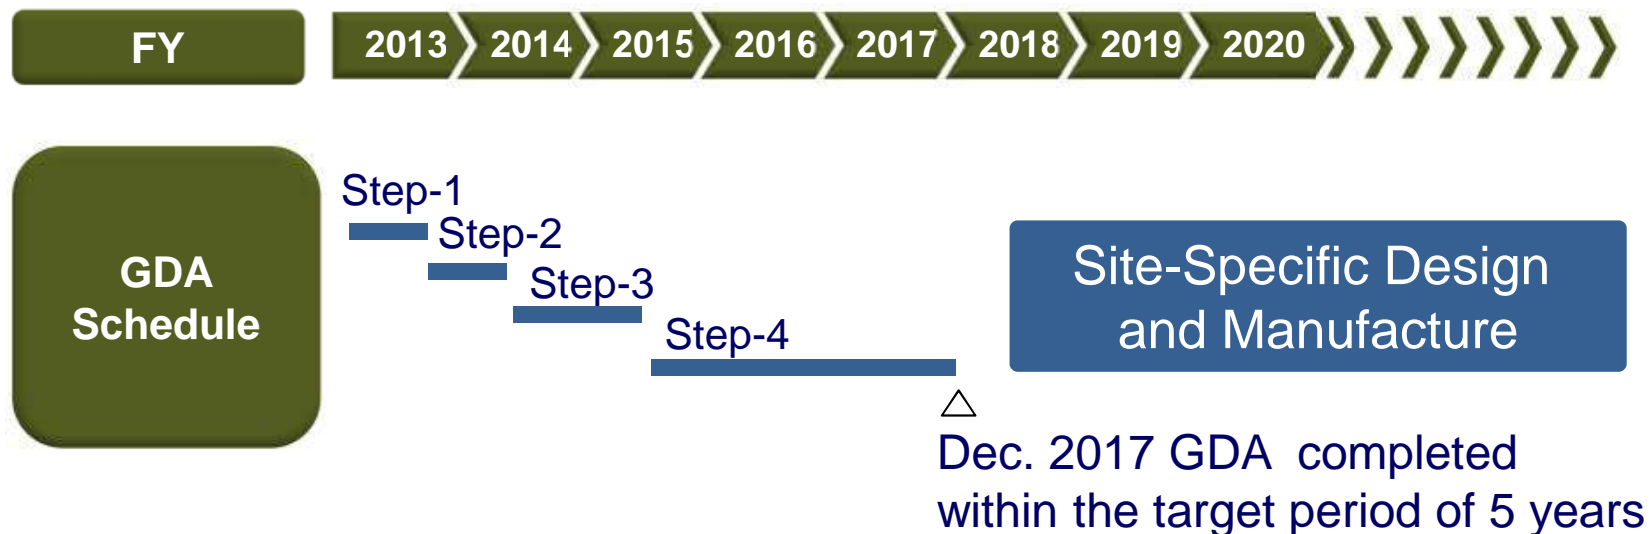 FY
2013 2014 2015 2016 2017 2018 2019 2020
GDA
Schedule
Step-1
Step-2
Step-3
Step-4
Site-Specific Design
and Manufacture
Dec. 2017 GDA completed
within the target period of 5 years